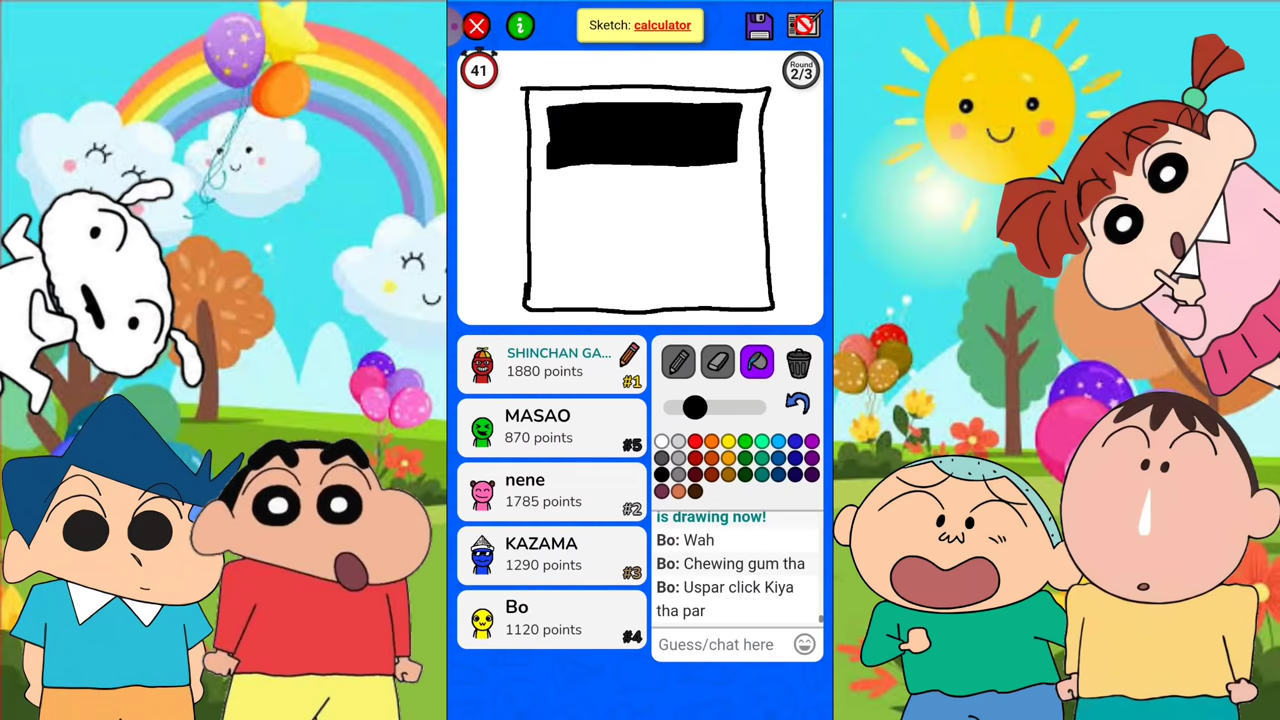 Sketch: calculator
41
Round
2/3
SHINCHAN GA...
1880 points
#1
MASAO
870 points
#5
nene
1785 points
#2
KAZAMA
1290 points
#3
Bo
1120 points
#4
is drawing now!
Bo: Wah
Bo: Chewing gum tha
Bo: Uspar click Kiya
tha par
Guess/chat here